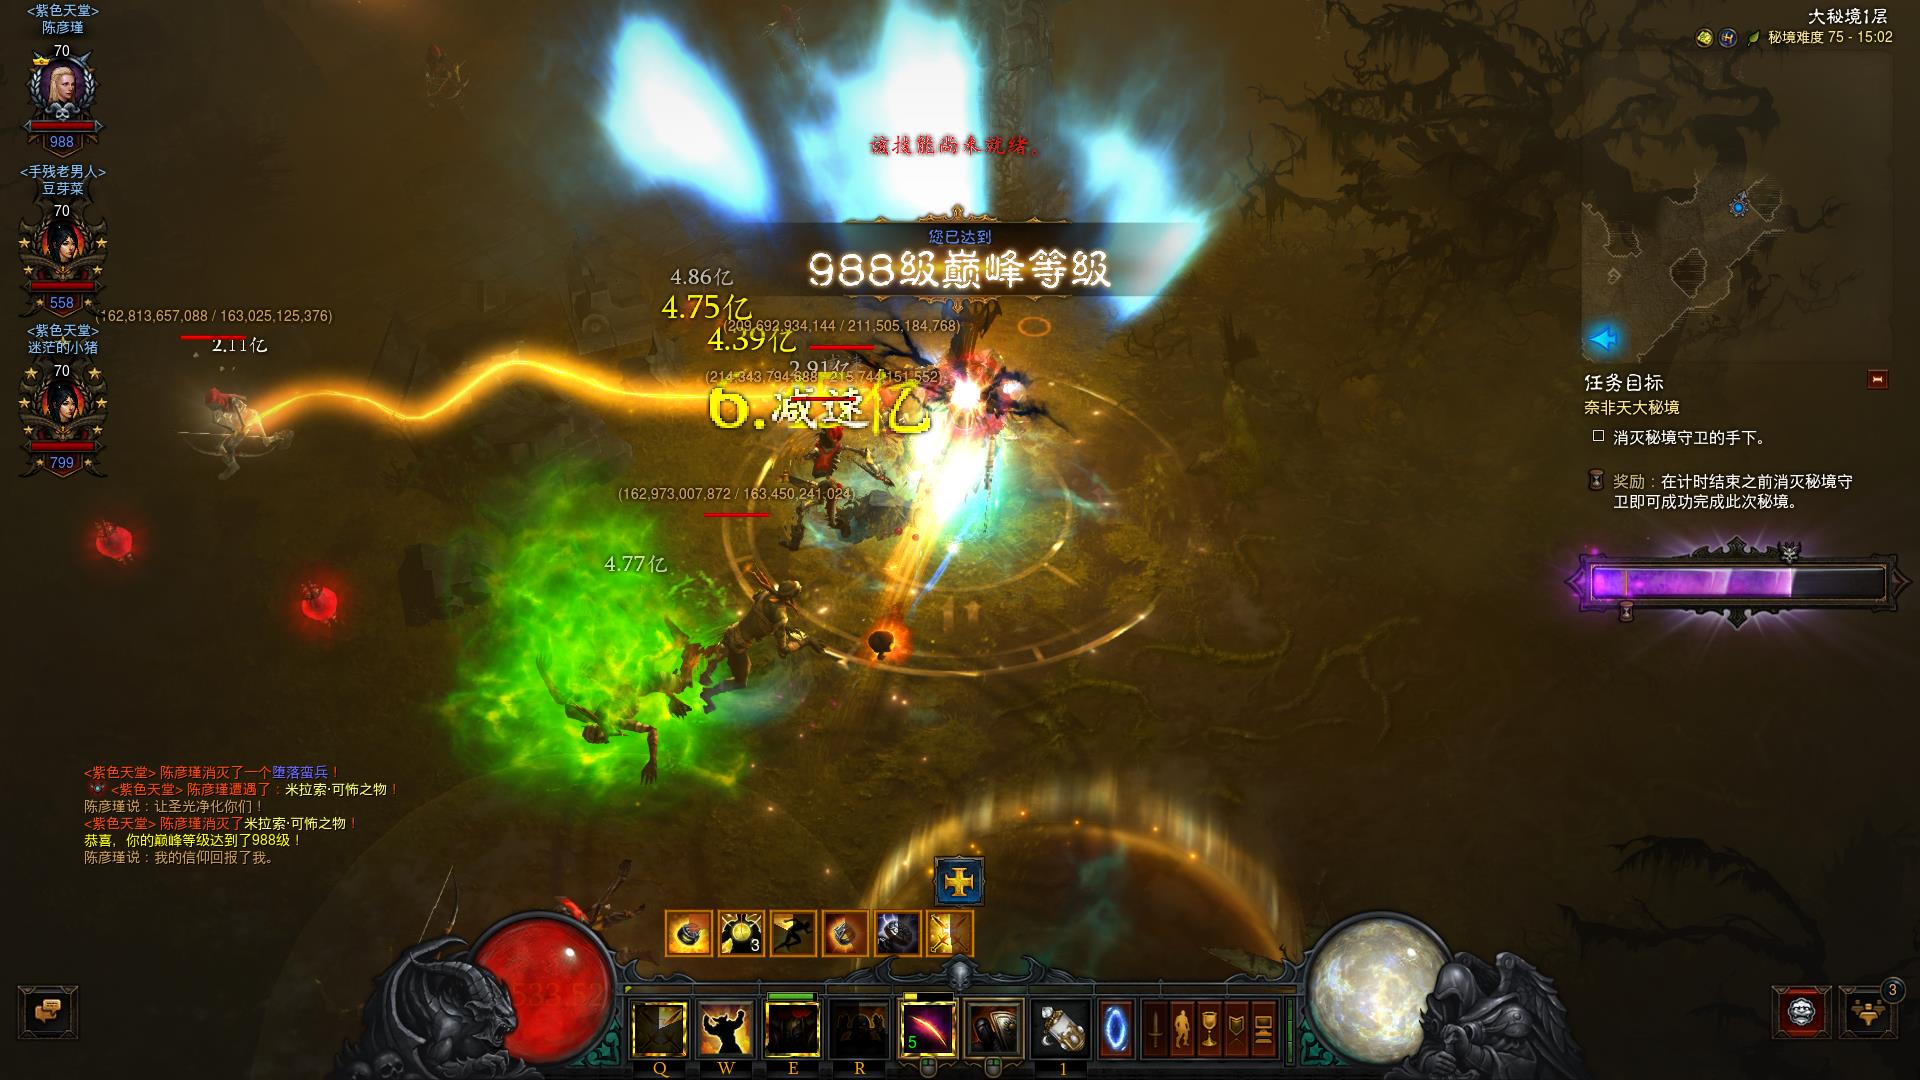 <紫色天堂>
陈彦瑾
70
988
<手残老男人>
豆芽菜
70
558
<紫色天堂>
迷茫的小猪
70
799
大秘境1层
秘境难度 75 - 15:02
该技能尚未就绪。
您已达到
988级巅峰等级
4.86亿
4.75亿
(209,692,934,144 / 211,505,184,768)
4.39亿
162,813,657,088 / 163,025,125,376)
2.11亿
2.91亿
减速
(162,973,007,872 / 163,450,241,024)
4.77亿
任务目标
奈非天大秘境
消灭秘境守卫的手下。
奖励：在计时结束之前消灭秘境守
卫即可成功完成此次秘境。
<紫色天堂> 陈彦瑾消灭了一个堕落蛮兵！
<紫色天堂> 陈彦瑾遭遇了：米拉索·可怖之物！
陈彦瑾说：让圣光净化你们！
<紫色天堂> 陈彦瑾消灭了米拉索·可怖之物！
恭喜，你的巅峰等级达到了988级！
陈彦瑾说：我的信仰回报了我。
3
5
Q
W
E
R
1
3